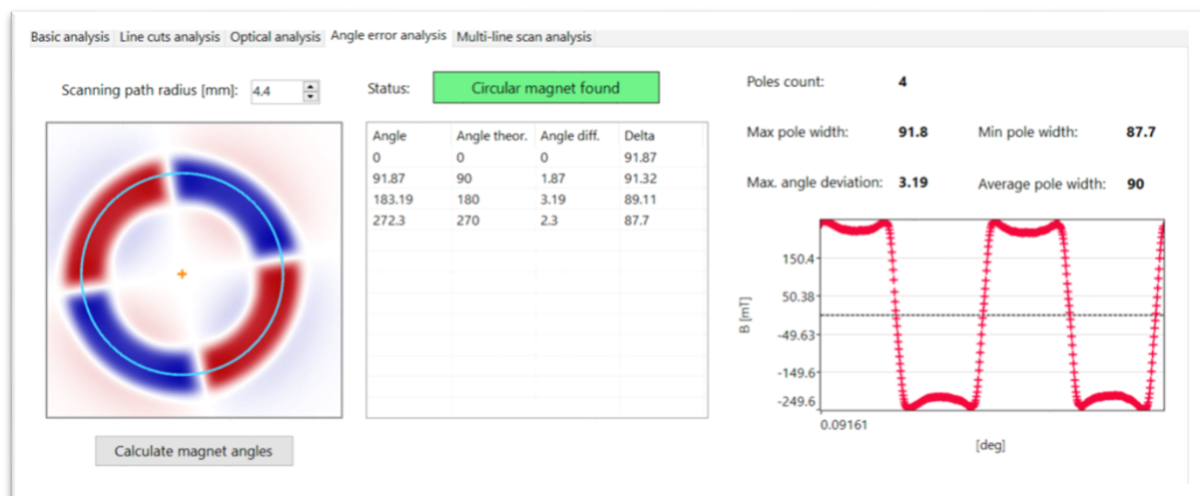 Basic analysis Line cuts analysis Optical analysis Angle error analysis Multi-line scan analysis
Scanning path radius [mm]: 4.4
Status: Circular magnet found
Poles count: 4
Max pole width: 91.8 Min pole width: 87.7
Max. angle deviation: 3.19 Average pole width: 90
Angle Angle theor. Angle diff. Delta
0 0 0 91.87
91.87 90 1.87 91.32
183.19 180 3.19 89.11
272.3 270 2.3 87.7
Calculate magnet angles
B [mT]
150.4
50.38
-49.63
-149.6
-249.6
0.09161
[deg]